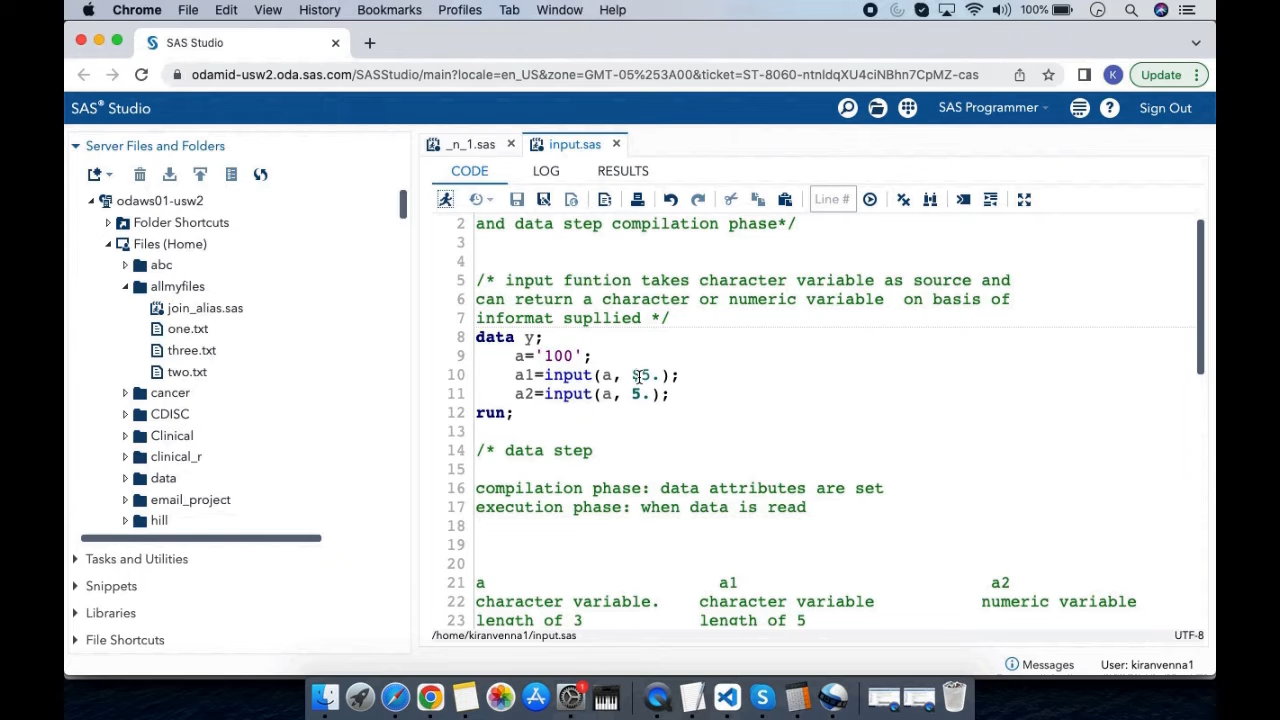 Chrome File Edit View History Bookmarks Profiles Tab Window Help 100%
SAS Studio
odamid-usw2.oda.sas.com/SASStudio/main?locale=en_US&zone=GMT-05%253A00&ticket=ST-8060-ntnldqXU4ciNBhn7CpMZ-cas K Update
SAS® Studio SAS Programmer Sign Out
Server Files and Folders
_n_1.sas input.sas
CODE LOG RESULTS
Line #
odaws01-usw2
Folder Shortcuts
Files (Home)
abc
allmyfiles
join_alias.sas
one.txt
three.txt
two.txt
cancer
CDISC
Clinical
clinical_r
data
email_project
hill
Tasks and Utilities
Snippets
Libraries
File Shortcuts
2 and data step compilation phase*/
3
4
5 /* input funtion takes character variable as source and
6 can return a character or numeric variable on basis of
7 informat supllied */
8 data y;
9 a='100';
10 a1=input(a, $5.);
11 a2=input(a, 5.);
12 run;
13
14 /* data step
15
16 compilation phase: data attributes are set
17 execution phase: when data is read
18
19
20
21 a a1 a2
22 character variable. character variable numeric variable
23 length of 3 length of 5
/home/kiranvenna1/input.sas UTF-8
Messages User: kiranvenna1
1